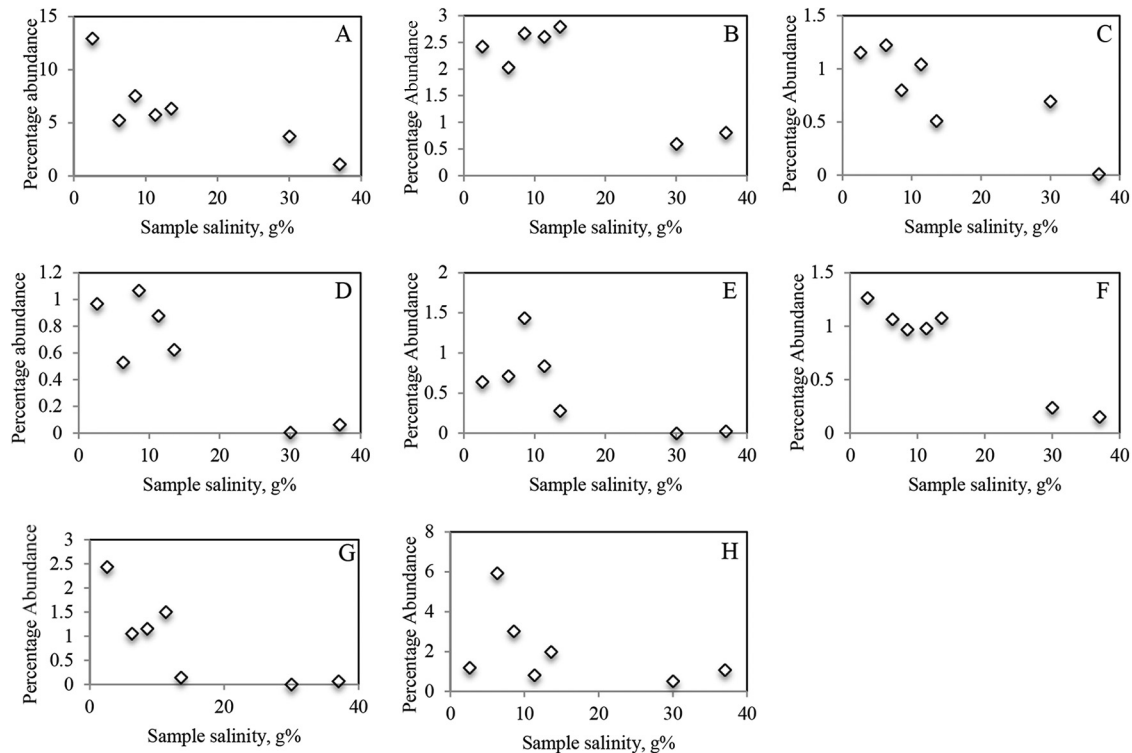 A
Percentage abundance
15
10
5
0
0 10 20 30 40
Sample salinity, g%
B
Percentage Abundance
3
2.5
2
1.5
1
0.5
0
0 10 20 30 40
Sample salinity, g%
C
Percentage Abundance
1.5
1
0.5
0
0 10 20 30 40
Sample salinity, g%
D
Percentage abundance
1.2
1
0.8
0.6
0.4
0.2
0
0 10 20 30 40
Sample salinity, g%
E
Percentage Abundance
2
1.5
1
0.5
0
0 10 20 30 40
Sample salinity, g%
F
Percentage Abundance
1.5
1
0.5
0
0 10 20 30 40
Sample salinity, g%
G
Percentage Abundance
3
2.5
2
1.5
1
0.5
0
0 20 40
Sample salinity, g%
H
Percentage Abundance
8
6
4
2
0
0 10 20 30 40
Sample salinity, g%